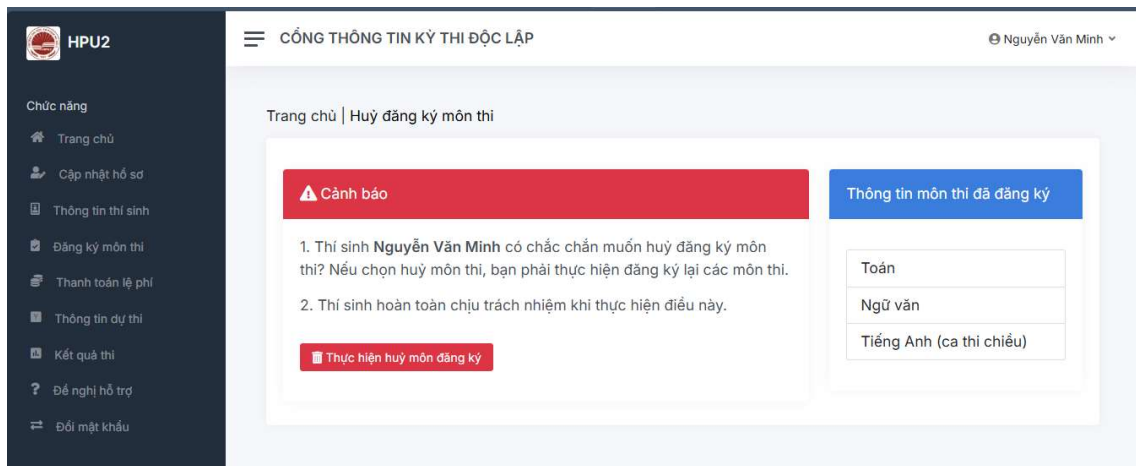 HPU2
CỔNG THÔNG TIN KỲ THI ĐỘC LẬP
Nguyễn Văn Minh
Chức năng
Trang chủ
Cập nhật hồ sơ
Thông tin thí sinh
Đăng ký môn thi
Thanh toán lệ phí
Thông tin dự thi
Kết quả thi
Đề nghị hỗ trợ
Đổi mật khẩu
Trang chủ | Huỷ đăng ký môn thi
Cảnh báo
1. Thí sinh Nguyễn Văn Minh có chắc chắn muốn huỷ đăng ký môn
thi? Nếu chọn huỷ môn thi, bạn phải thực hiện đăng ký lại các môn thi.
2. Thí sinh hoàn toàn chịu trách nhiệm khi thực hiện điều này.
Thực hiện huỷ môn đăng ký
Thông tin môn thi đã đăng ký
Toán
Ngữ văn
Tiếng Anh (ca thi chiều)